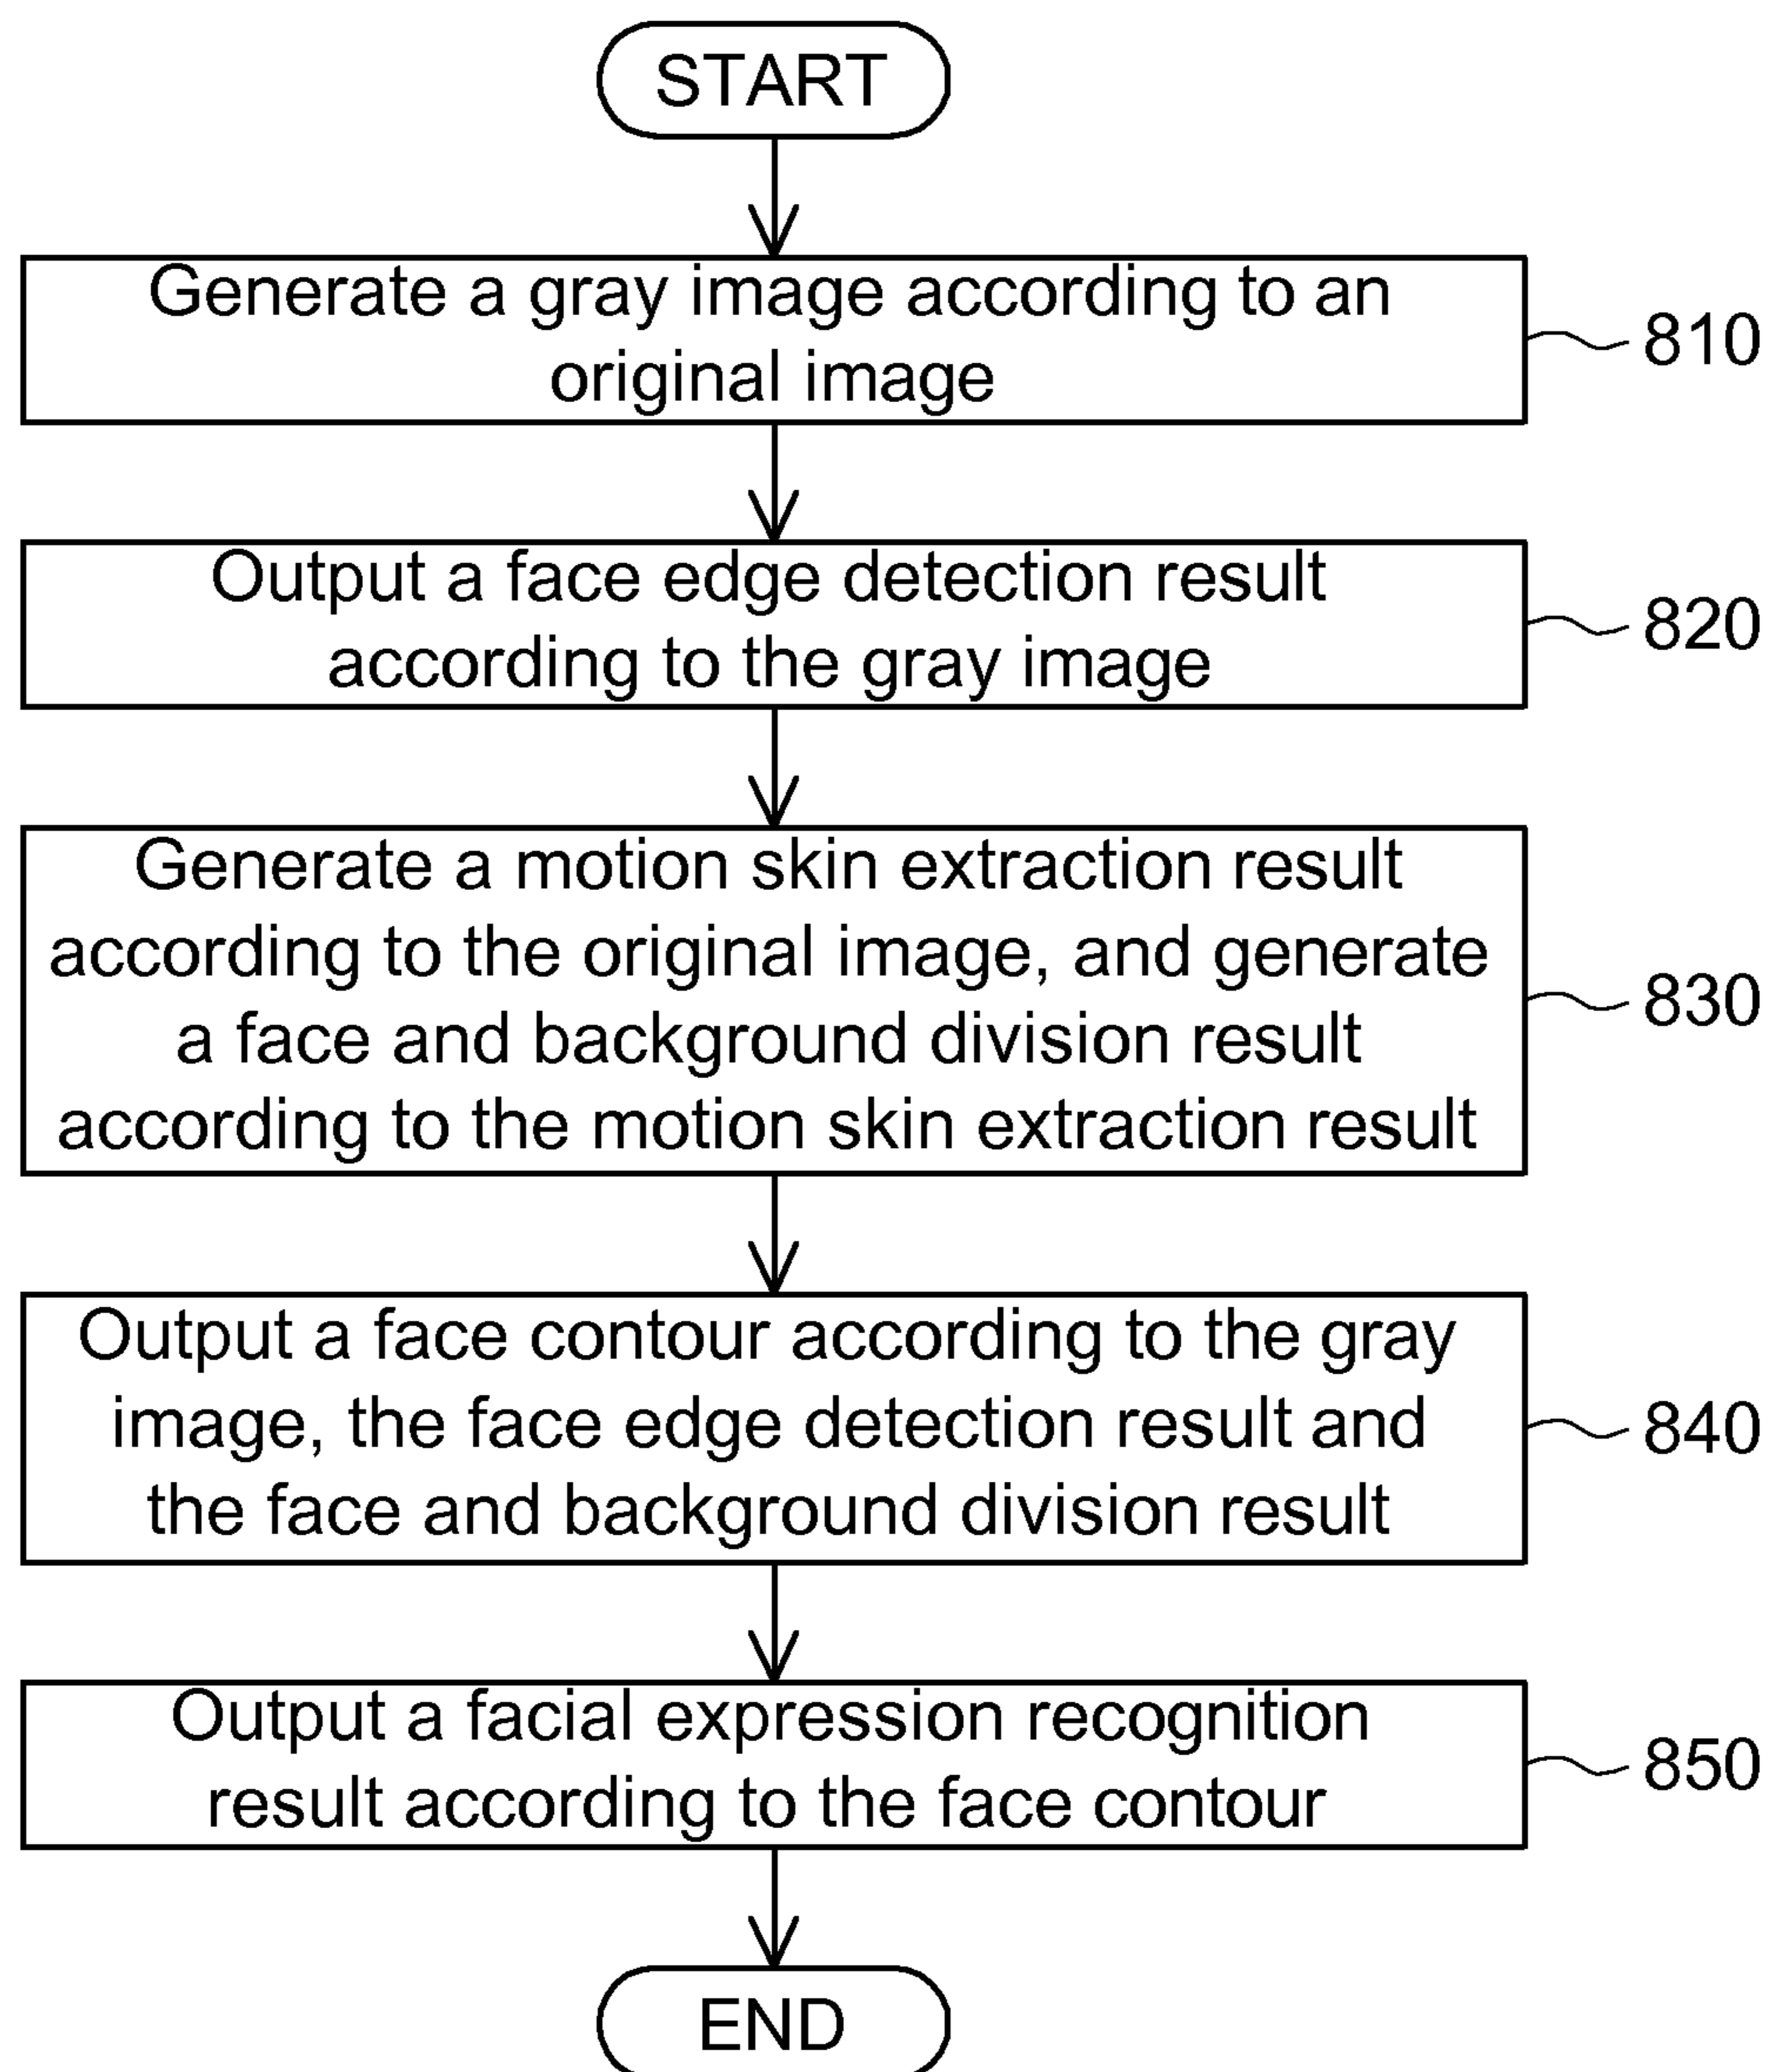 START
Generate a gray image according to an
original image
810
Output a face edge detection result
according to the gray image
820
Generate a motion skin extraction result
according to the original image, and generate
a face and background division result
according to the motion skin extraction result
830
Output a face contour according to the gray
image, the face edge detection result and
the face and background division result
840
Output a facial expression recognition
result according to the face contour
850
END